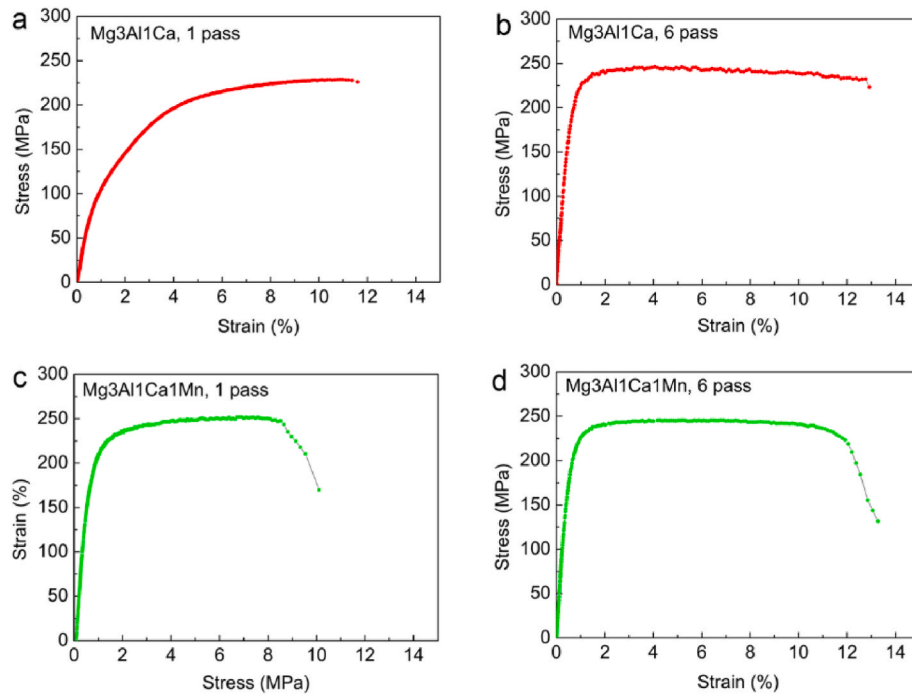 a
Mg3Al1Ca, 1 pass
300
250
200
150
100
50
0
Stress (MPa)
0 2 4 6 8 10 12 14
Strain (%)
b
Mg3Al1Ca, 6 pass
300
250
200
150
100
50
0
Stress (MPa)
0 2 4 6 8 10 12 14
Strain (%)
c
Mg3Al1Ca1Mn, 1 pass
300
250
200
150
100
50
0
Strain (%)
0 2 4 6 8 10 12 14
Stress (MPa)
d
Mg3Al1Ca1Mn, 6 pass
300
250
200
150
100
50
0
Stress (MPa)
0 2 4 6 8 10 12 14
Strain (%)